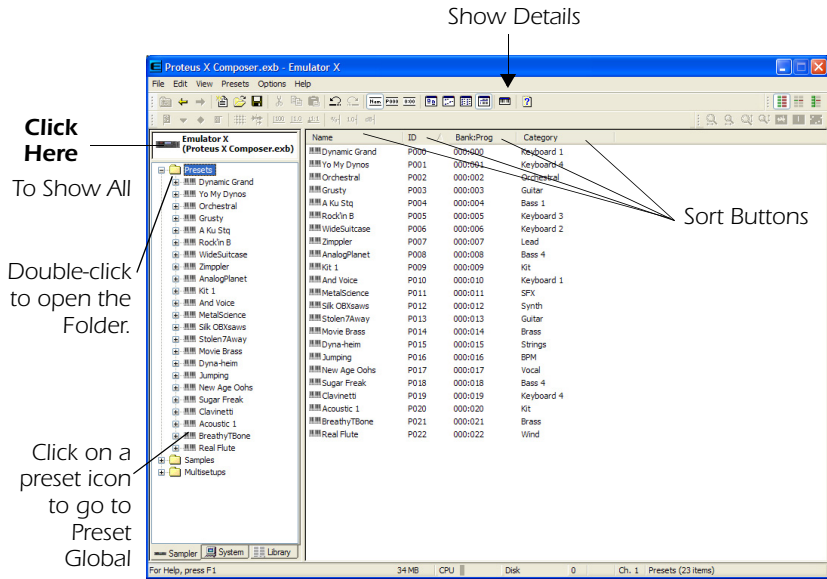 Show Details
Proteus X Composer.exb - Emulator X
File Edit View Presets Options Help
Click
Here
To Show All
Double-click
to open the
Folder.
Click on a
preset icon
to go to
Preset
Global
Sort Buttons
Emulator X
(Proteus X Composer.exb)
Presets
Dynamic Grand
Yo My Dynos
Orchestral
Grusty
A Ku Stq
Rock'in B
WideSuitcase
Zimppler
AnalogPlanet
Kit 1
And Voice
MetalScience
Silk OBXsaws
Stolen7Away
Movie Brass
Dyna-heim
Jumping
New Age Oohs
Sugar Freak
Clavinetti
Acoustic 1
BreathyTBone
Real Flute
Samples
Multisetups
Sampler System Library
Name ID Bank:Prog Category
Dynamic Grand P000 000:000 Keyboard 1
Yo My Dynos P001 000:001 Keyboard 4
Orchestral P002 000:002 Orchestral
Grusty P003 000:003 Guitar
A Ku Stq P004 000:004 Bass 1
Rock'in B P005 000:005 Keyboard 3
WideSuitcase P006 000:006 Keyboard 2
Zimppler P007 000:007 Lead
AnalogPlanet P008 000:008 Bass 4
Kit 1 P009 000:009 Kit
And Voice P010 000:010 Keyboard 1
MetalScience P011 000:011 SFX
Silk OBXsaws P012 000:012 Synth
Stolen7Away P013 000:013 Guitar
Movie Brass P014 000:014 Brass
Dyna-heim P015 000:015 Strings
Jumping P016 000:016 BPM
New Age Oohs P017 000:017 Vocal
Sugar Freak P018 000:018 Bass 4
Clavinetti P019 000:019 Keyboard 4
Acoustic 1 P020 000:020 Kit
BreathyTBone P021 000:021 Brass
Real Flute P022 000:022 Wind
For Help, press F1 34 MB CPU Disk 0 Ch. 1 Presets (23 items)